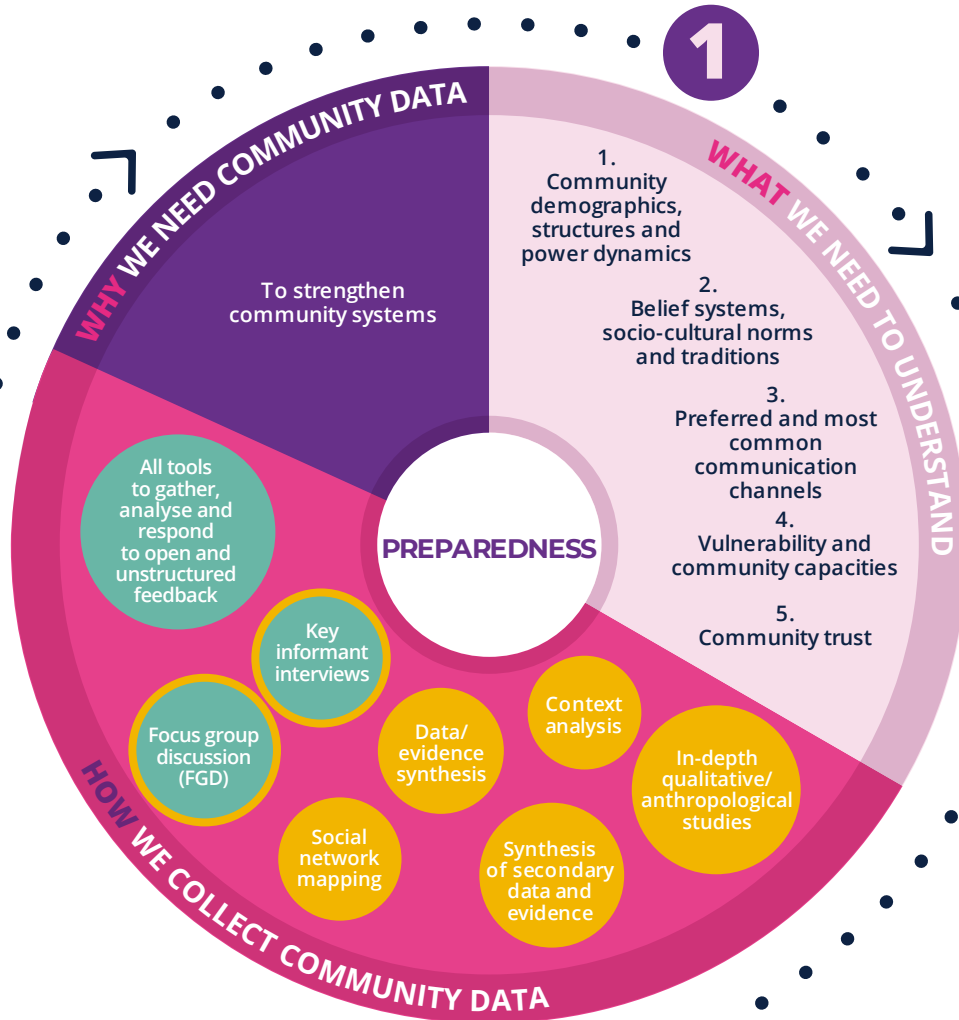 1
WHY WE NEED COMMUNITY DATA
To strengthen
community systems
WHAT WE NEED TO UNDERSTAND
1.
Community
demographics,
structures and
power dynamics
2.
Belief systems,
socio-cultural norms
and traditions
3.
Preferred and most
common
communication
channels
4.
Vulnerability and
community capacities
5.
Community trust
PREPAREDNESS
HOW WE COLLECT COMMUNITY DATA
All tools
to gather,
analyse and
respond
to open and
unstructured
feedback
Key
informant
interviews
Focus group
discussion
(FGD)
Data/
evidence
synthesis
Context
analysis
In-depth
qualitative/
anthropological
studies
Social
network
mapping
Synthesis
of secondary
data and
evidence